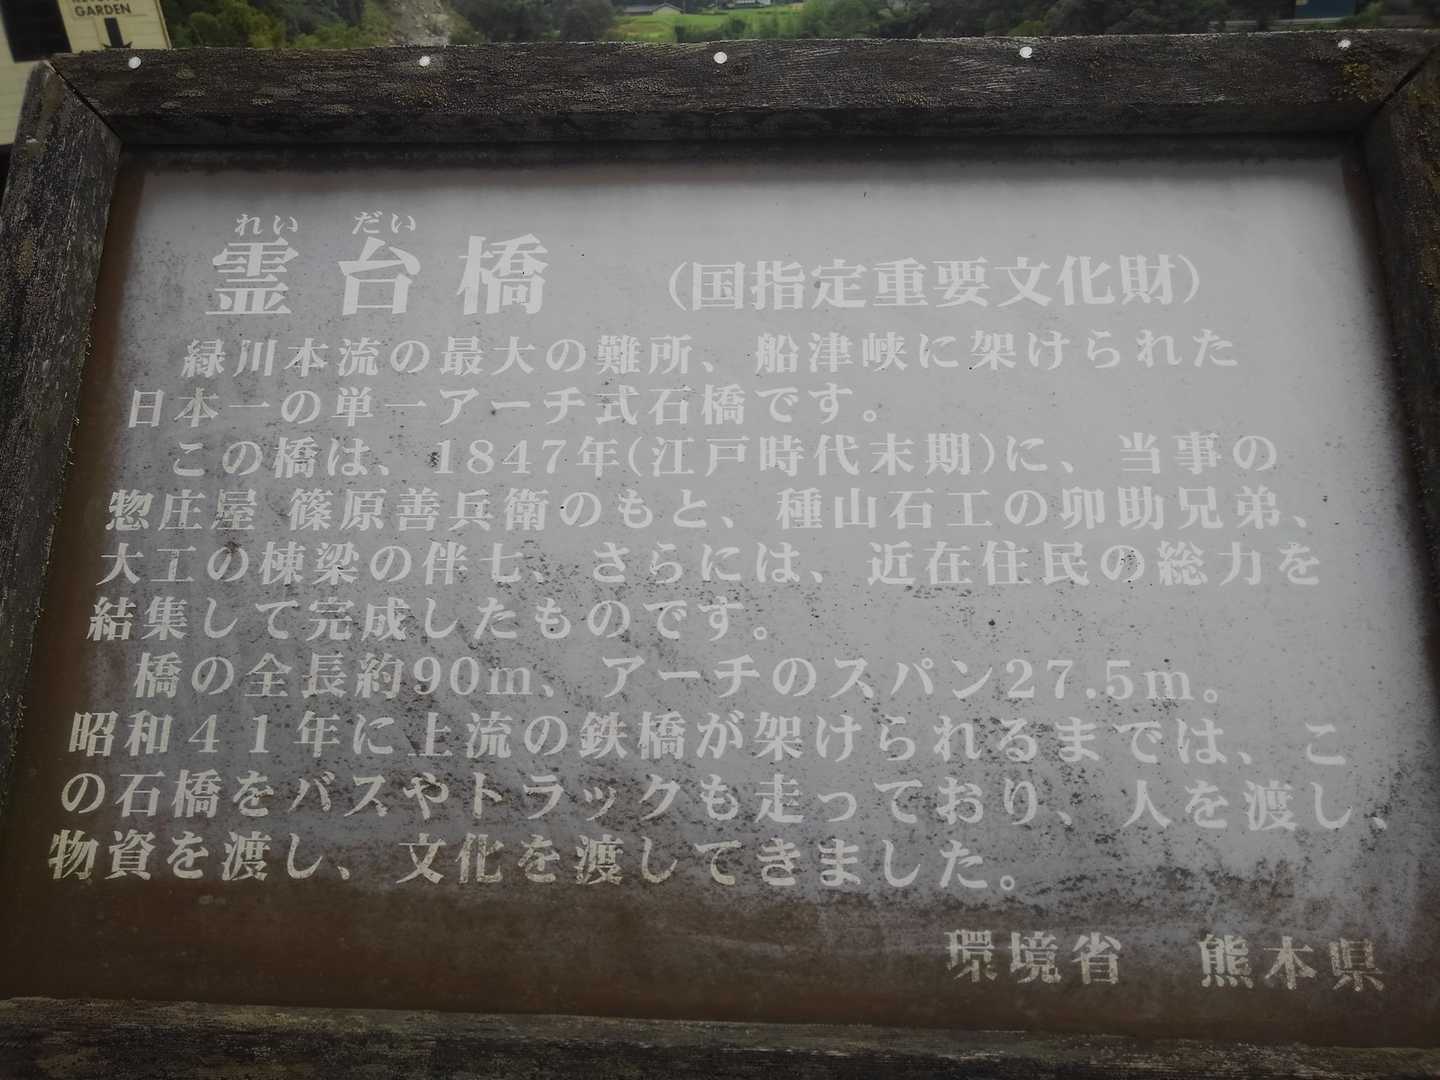 GARDEN
れい だい
霊台橋 (国指定重要文化財)
緑川本流の最大の難所、船津峡に架けられた
日本一の単一アーチ式石橋です。
この橋は、1847年(江戸時代末期)に、当事の
惣庄屋 篠原善兵衛のもと、種山石工の卯助兄弟、
大工の棟梁の伴七、さらには、近在住民の総力を
結集して完成したものです。
橋の全長約90m、アーチのスパン27.5m。
昭和41年に上流の鉄橋が架けられるまでは、こ
の石橋をバスやトラックも走っており、人を渡し、
物資を渡し、文化を渡してきました。
環境省 熊本県